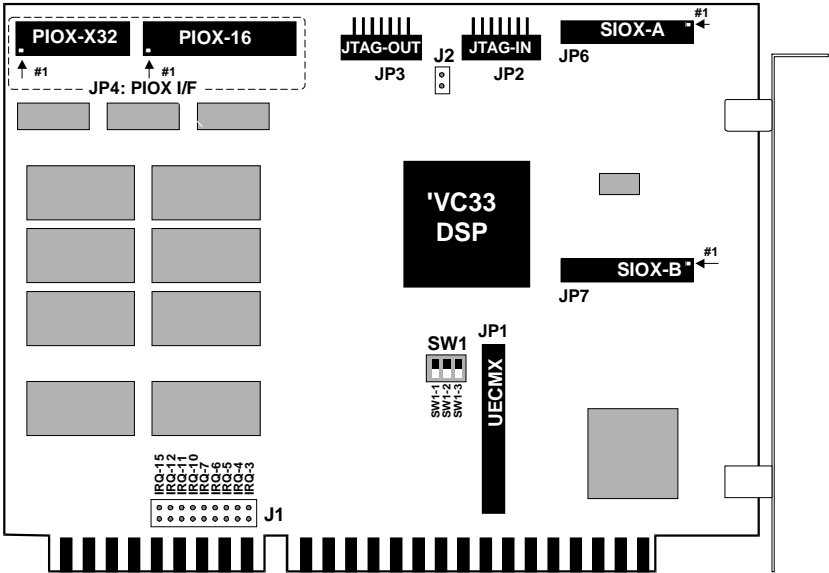 PIOX-X32
PIOX-16
#1
#1
JP4: PIOX I/F
JTAG-OUT
JP3
J2
JTAG-IN
JP2
SIOX-A
#1
JP6
'VC33
DSP
SIOX-B
#1
JP7
SW1
SW1-1
SW1-2
SW1-3
JP1
UECMX
IRQ-15
IRQ-12
IRQ-11
IRQ-10
IRQ-7
IRQ-6
IRQ-5
IRQ-4
IRQ-3
J1